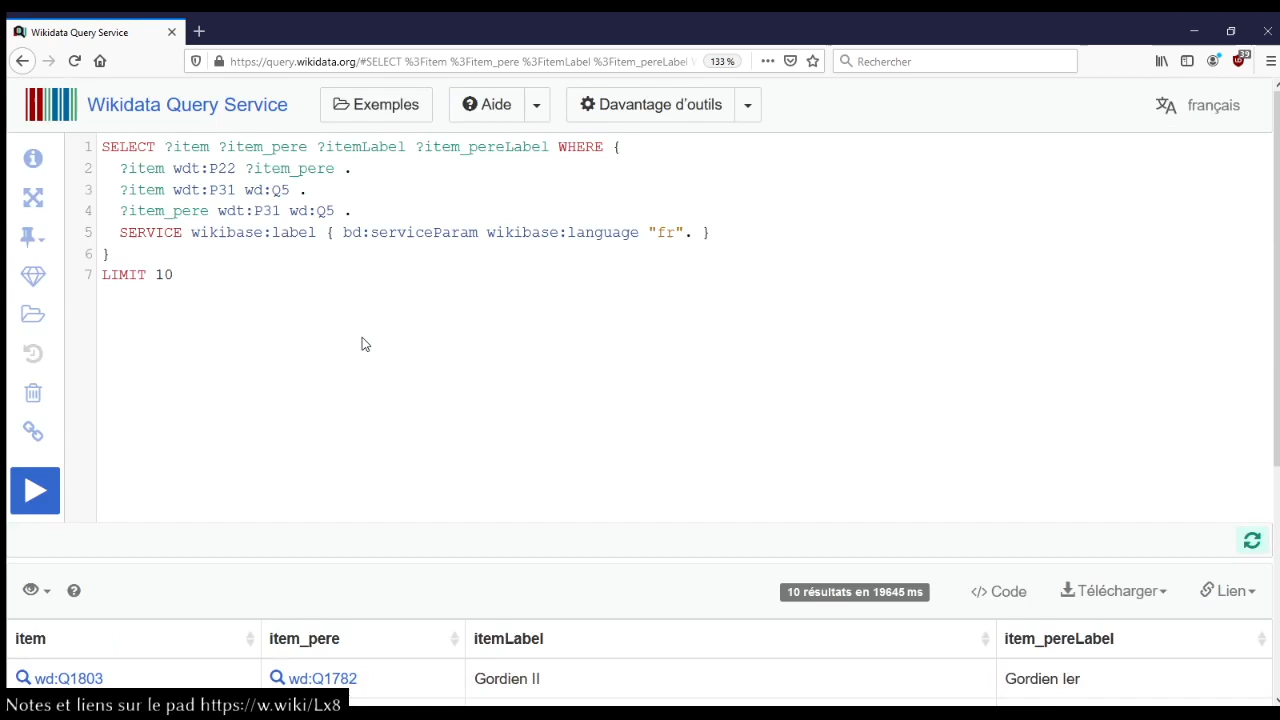 Wikidata Query Service
https://query.wikidata.org/#SELECT %3Fitem %3Fitem_pere %3FitemLabel %3Fitem_pereLabel
133 %
Rechercher
39
Wikidata Query Service
Exemples
Aide
Davantage d'outils
français
1 SELECT ?item ?item_pere ?itemLabel ?item_pereLabel WHERE {
2 ?item wdt:P22 ?item_pere .
3 ?item wdt:P31 wd:Q5 .
4 ?item_pere wdt:P31 wd:Q5 .
5 SERVICE wikibase:label { bd:serviceParam wikibase:language "fr". }
6 }
7 LIMIT 10
10 résultats en 19645 ms
</> Code
Télécharger
Lien
item item_pere itemLabel item_pereLabel
wd:Q1803 wd:Q1782 Gordien II Gordien Ier
Notes et liens sur le pad https://w.wiki/Lx8